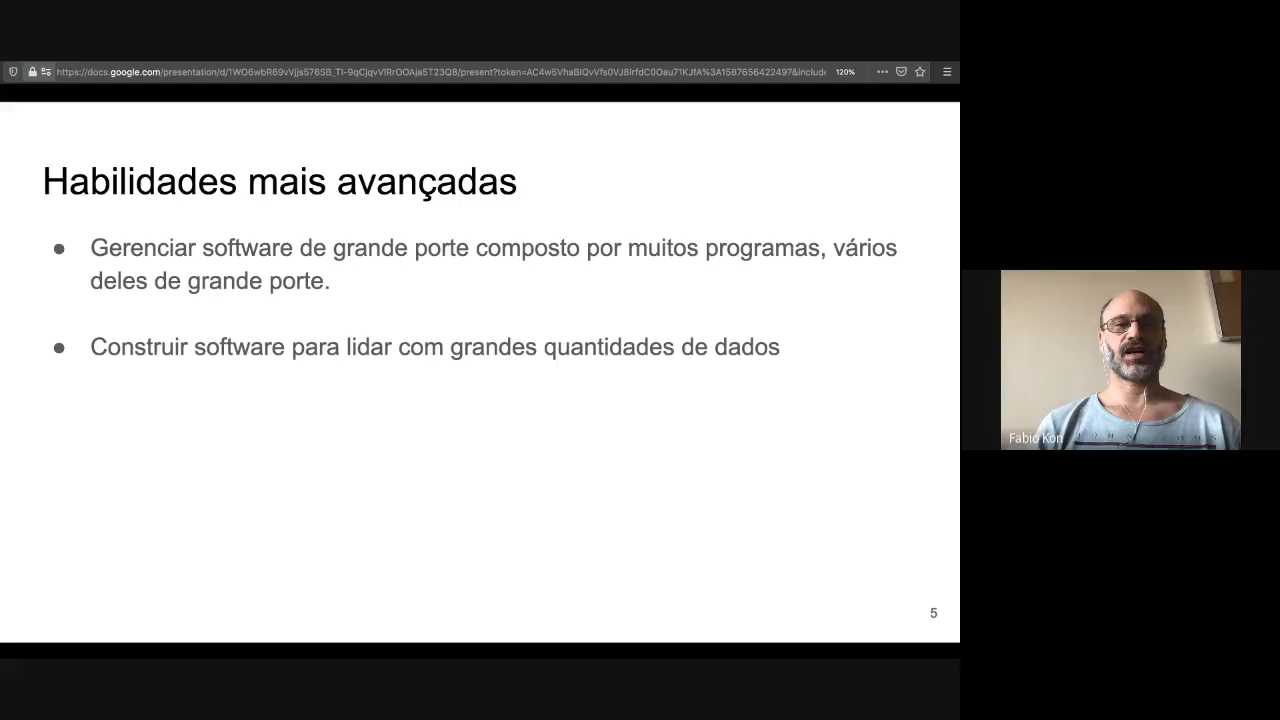 120%
Habilidades mais avançadas
● Gerenciar software de grande porte composto por muitos programas, vários
deles de grande porte.
● Construir software para lidar com grandes quantidades de dados
Fabio Kon
5